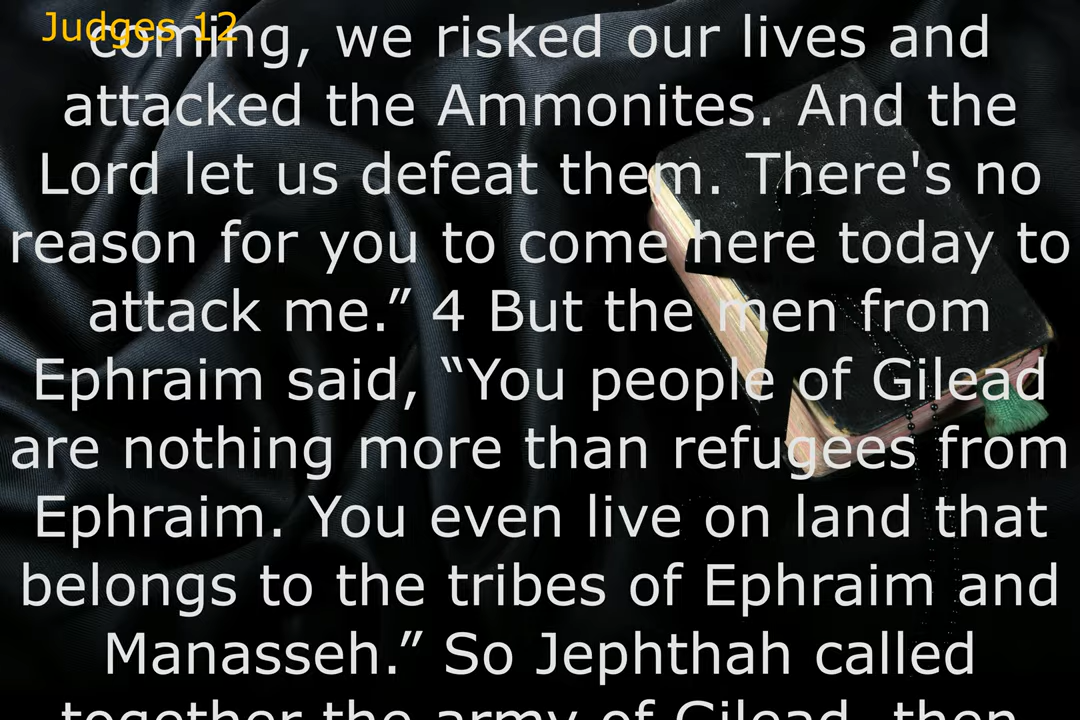 Judges 12
coming, we risked our lives and
attacked the Ammonites. And the
Lord let us defeat them. There's no
reason for you to come here today to
attack me.” 4 But the men from
Ephraim said, “You people of Gilead
are nothing more than refugees from
Ephraim. You even live on land that
belongs to the tribes of Ephraim and
Manasseh.” So Jephthah called
together the army of Gilead, then